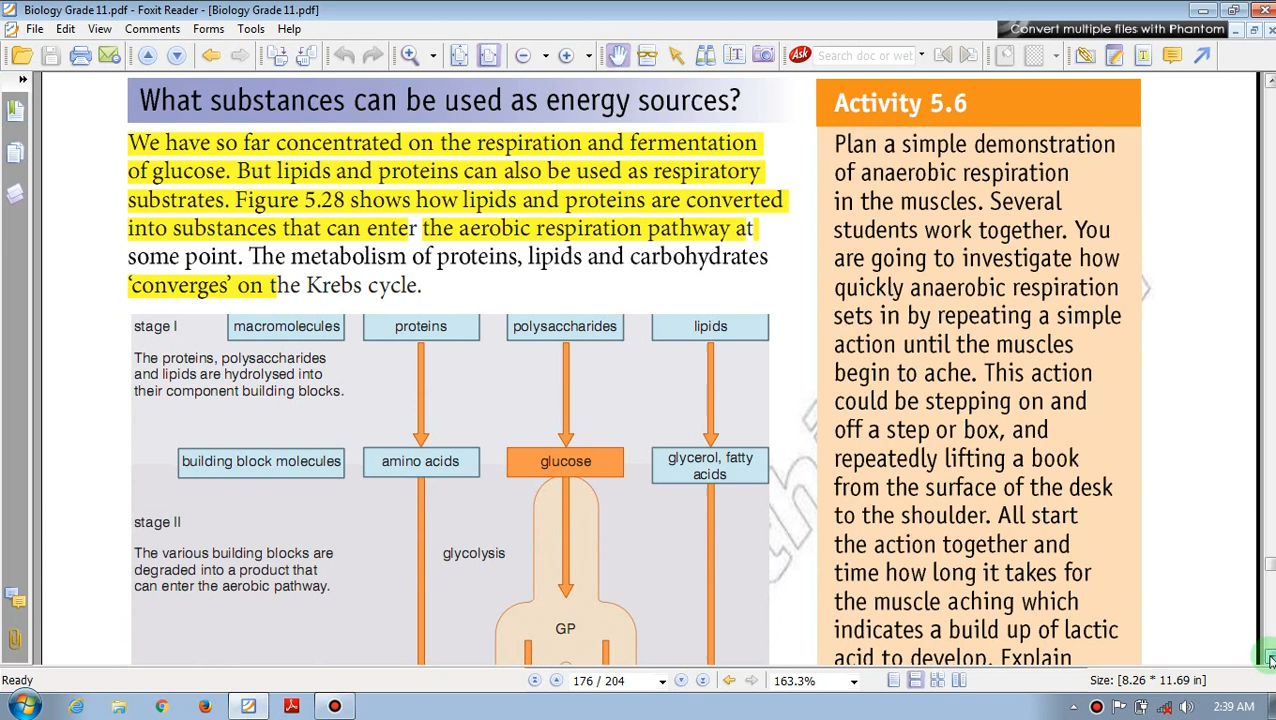 Biology Grade 11.pdf - Foxit Reader - [Biology Grade 11.pdf]
File Edit View Comments Forms Tools Help
Convert multiple files with Phantom
Ask Search doc or wet
What substances can be used as energy sources?
We have so far concentrated on the respiration and fermentation
of glucose. But lipids and proteins can also be used as respiratory
substrates. Figure 5.28 shows how lipids and proteins are converted
into substances that can enter the aerobic respiration pathway at
some point. The metabolism of proteins, lipids and carbohydrates
‘converges’ on the Krebs cycle.
stage I macromolecules proteins polysaccharides lipids
The proteins, polysaccharides
and lipids are hydrolysed into
their component building blocks.
building block molecules amino acids glucose glycerol, fatty
acids
stage II
The various building blocks are
degraded into a product that
can enter the aerobic pathway.
glycolysis
GP
Activity 5.6
Plan a simple demonstration
of anaerobic respiration
in the muscles. Several
students work together. You
are going to investigate how
quickly anaerobic respiration
sets in by repeating a simple
action until the muscles
begin to ache. This action
could be stepping on and
off a step or box, and
repeatedly lifting a book
from the surface of the desk
to the shoulder. All start
the action together and
time how long it takes for
the muscle aching which
indicates a build up of lactic
acid to develop. Explain
Ready 176 / 204 163.3% Size: [8.26 * 11.69 in]
2:39 AM